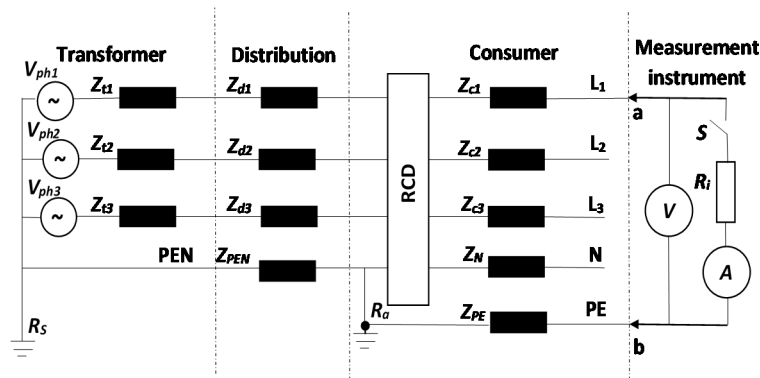 Transformer
Distribution
Consumer
Measurement
instrument
Vph1
~
Zt1
Zd1
Zc1
L1
a
Vph2
~
Zt2
Zd2
RCD
Zc2
L2
S
Vph3
~
Zt3
Zd3
Zc3
L3
V
Ri
PEN
ZPEN
ZN
N
A
RS
Ra
ZPE
PE
b